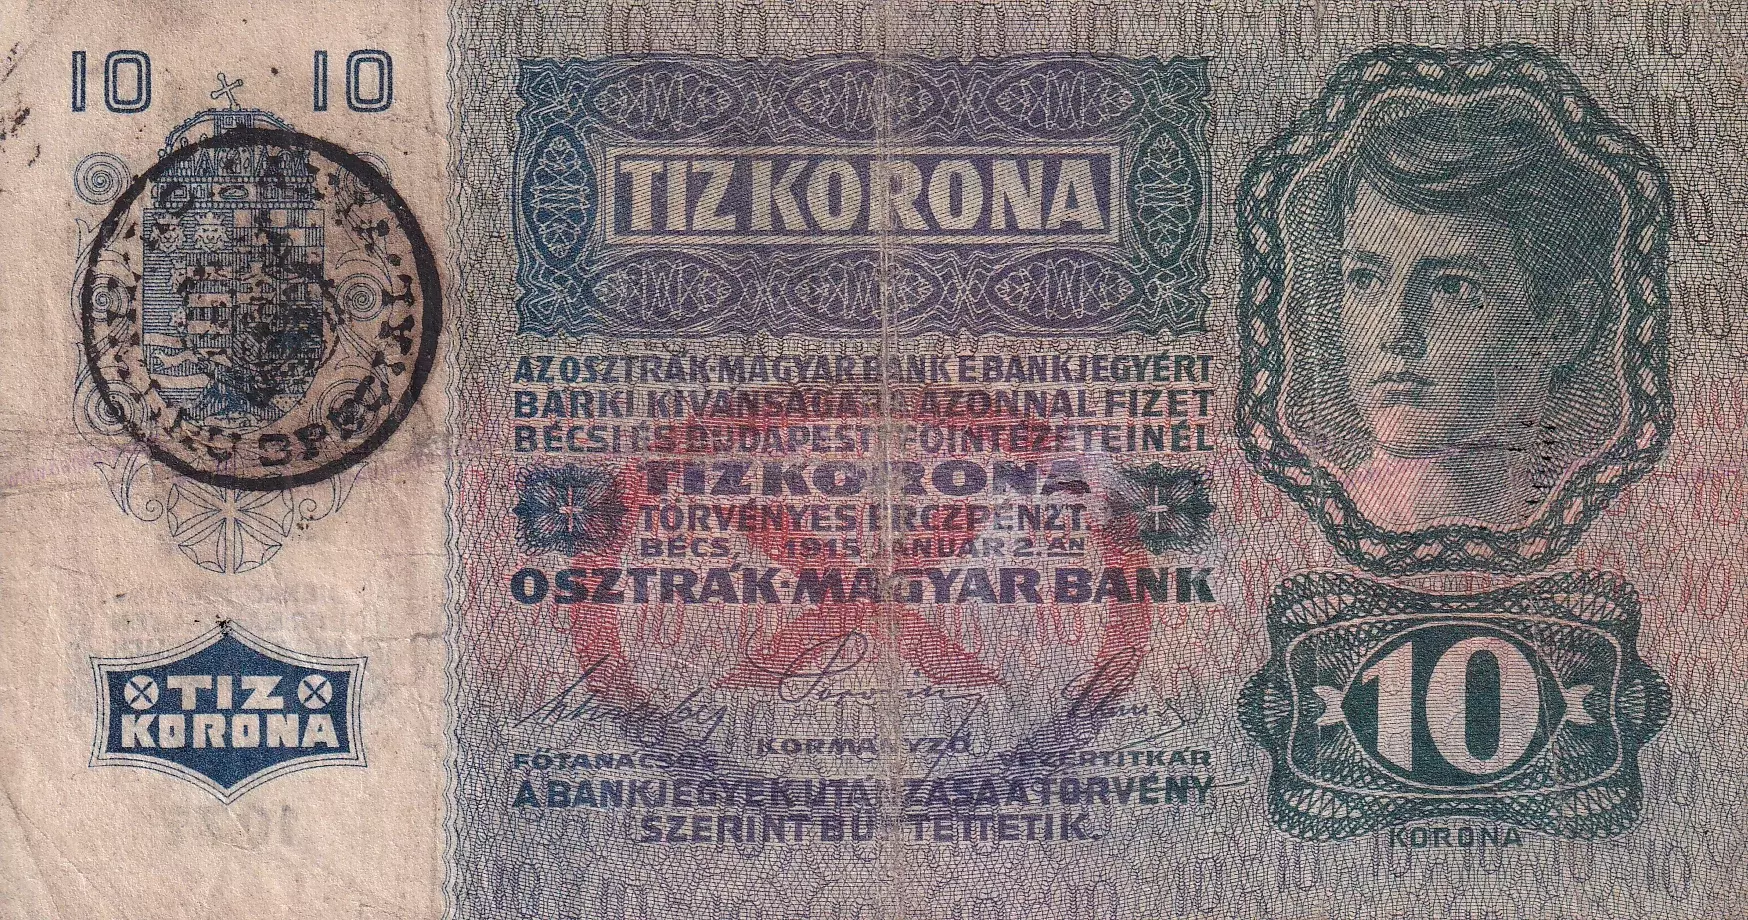 10 10
TIZ KORONA
AZ OSZTRÁK-MAGYAR BANK E BANKJEGYÉRT
BÁRKI KIVÁNSÁGÁRA AZONNAL FIZET
BÉCSI ÉS BUDAPESTI FŐINTÉZETEINÉL
TIZ KORONA
TÖRVÉNYES ÉRCZPÉNZT.
BÉCS, 1915 JANUÁR 2.-ÁN
OSZTRÁK-MAGYAR BANK
FŐTANÁCSOS
KORMÁNYZÓ
VEZÉRTITKÁR
A BANKJEGYEK UTÁNZÁSA A TÖRVÉNY
SZERINT BÜNTETTETIK.
TIZ
KORONA
10
KORONA